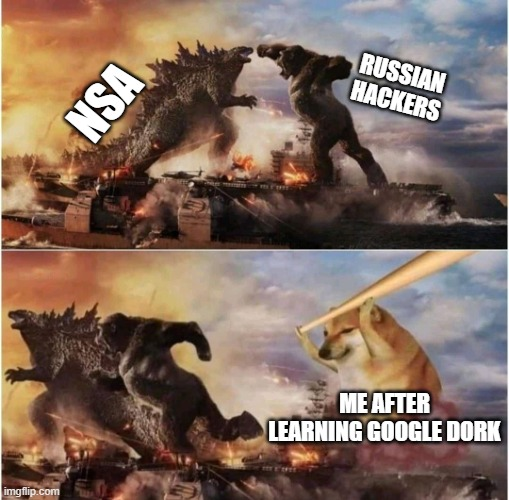 NSA
RUSSIAN
HACKERS
ME AFTER
LEARNING GOOGLE DORK
imgflip.com